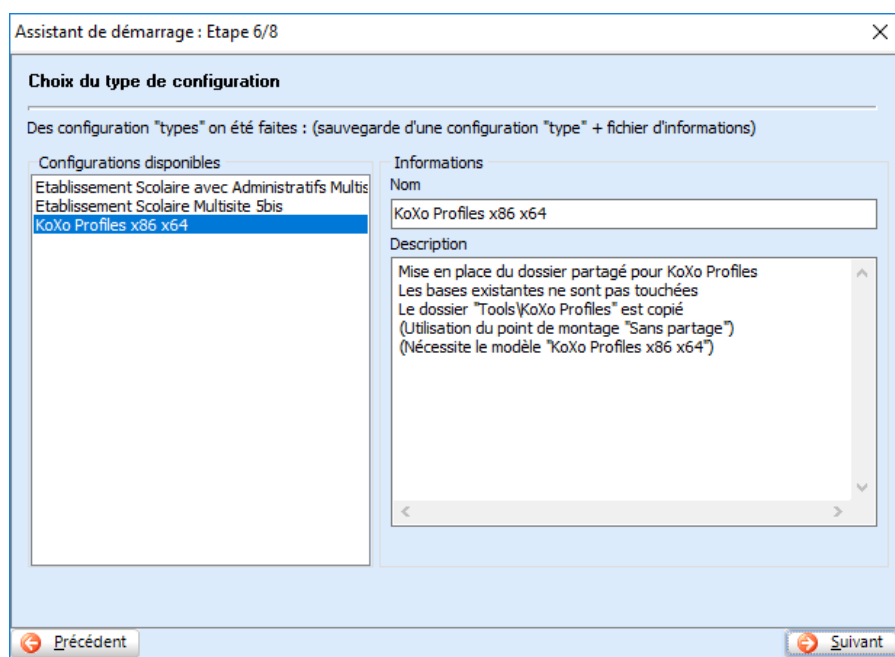 Assistant de démarrage : Etape 6/8
Choix du type de configuration
Des configuration "types" on été faites : (sauvegarde d'une configuration "type" + fichier d'informations)
Configurations disponibles
Etablissement Scolaire avec Administratifs Multis
Etablissement Scolaire Multisite 5bis
KoXo Profiles x86 x64
Informations
Nom
KoXo Profiles x86 x64
Description
Mise en place du dossier partagé pour KoXo Profiles
Les bases existantes ne sont pas touchées
Le dossier "Tools\KoXo Profiles" est copié
(Utilisation du point de montage "Sans partage")
(Nécessite le modèle "KoXo Profiles x86 x64")
Précédent
Suivant